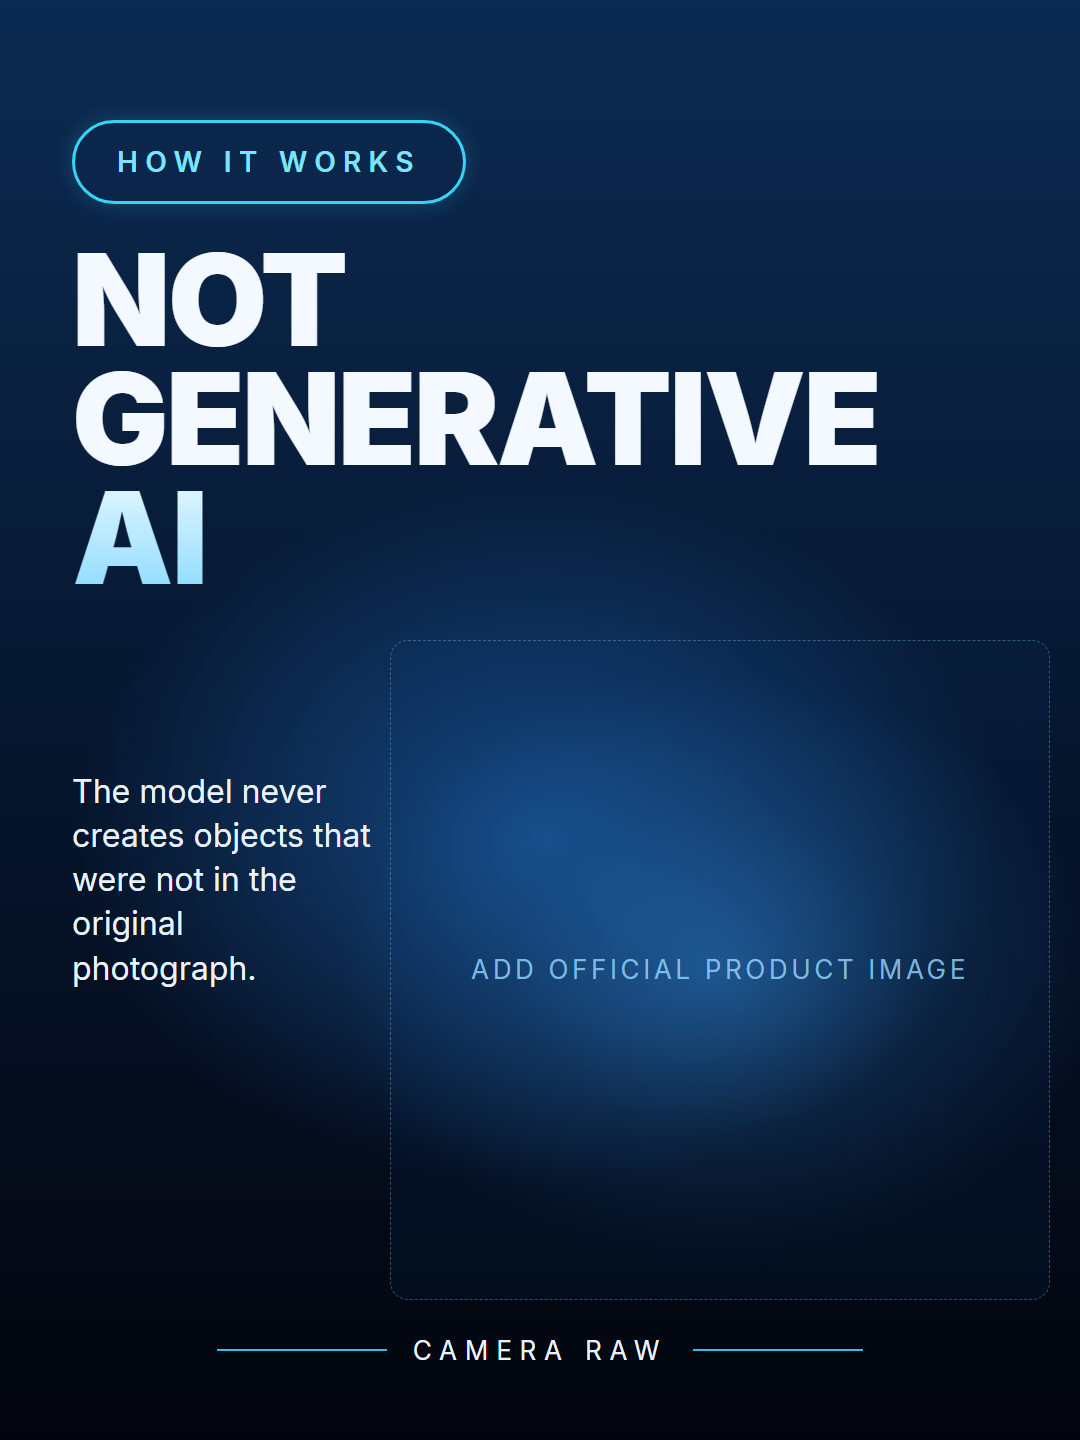 HOW IT WORKS
NOT
GENERATIVE
AI
The model never
creates objects that
were not in the
original
photograph.
ADD OFFICIAL PRODUCT IMAGE
CAMERA RAW